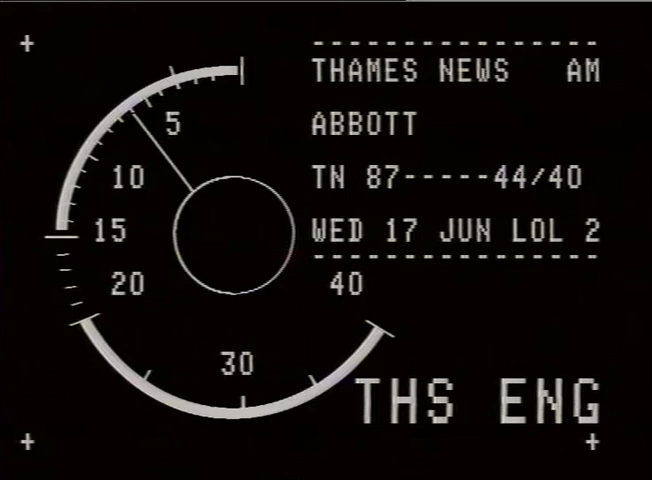 THAMES NEWS AM
ABBOTT
TN 87-----44/40
WED 17 JUN LOL 2
5
10
15
20
30
40
THS ENG